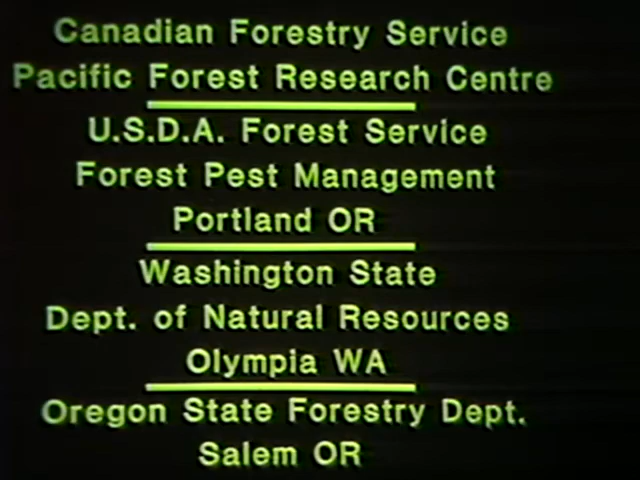 Canadian Forestry Service
Pacific Forest Research Centre
U.S.D.A. Forest Service
Forest Pest Management
Portland OR
Washington State
Dept. of Natural Resources
Olympia WA
Oregon State Forestry Dept.
Salem OR